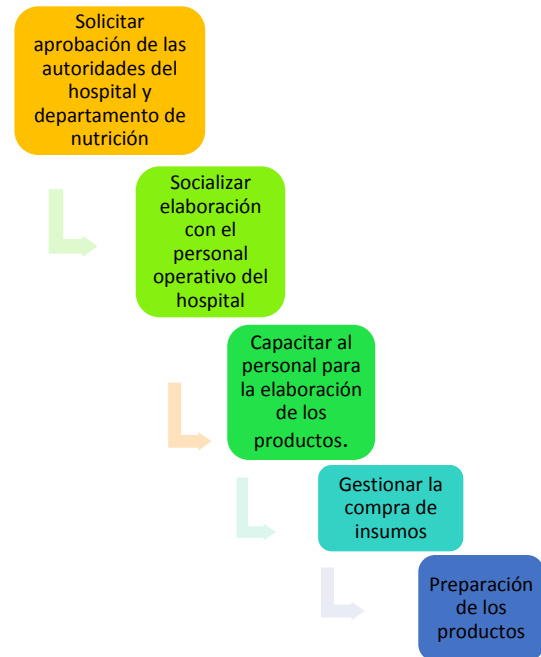 Solicitar
aprobación de las
autoridades del
hospital y
departamento de
nutrición
Socializar
elaboración
con el
personal
operativo del
hospital
Capacitar al
personal para
la elaboración
de los
productos.
Gestionar la
compra de
insumos
Preparación
de los
productos